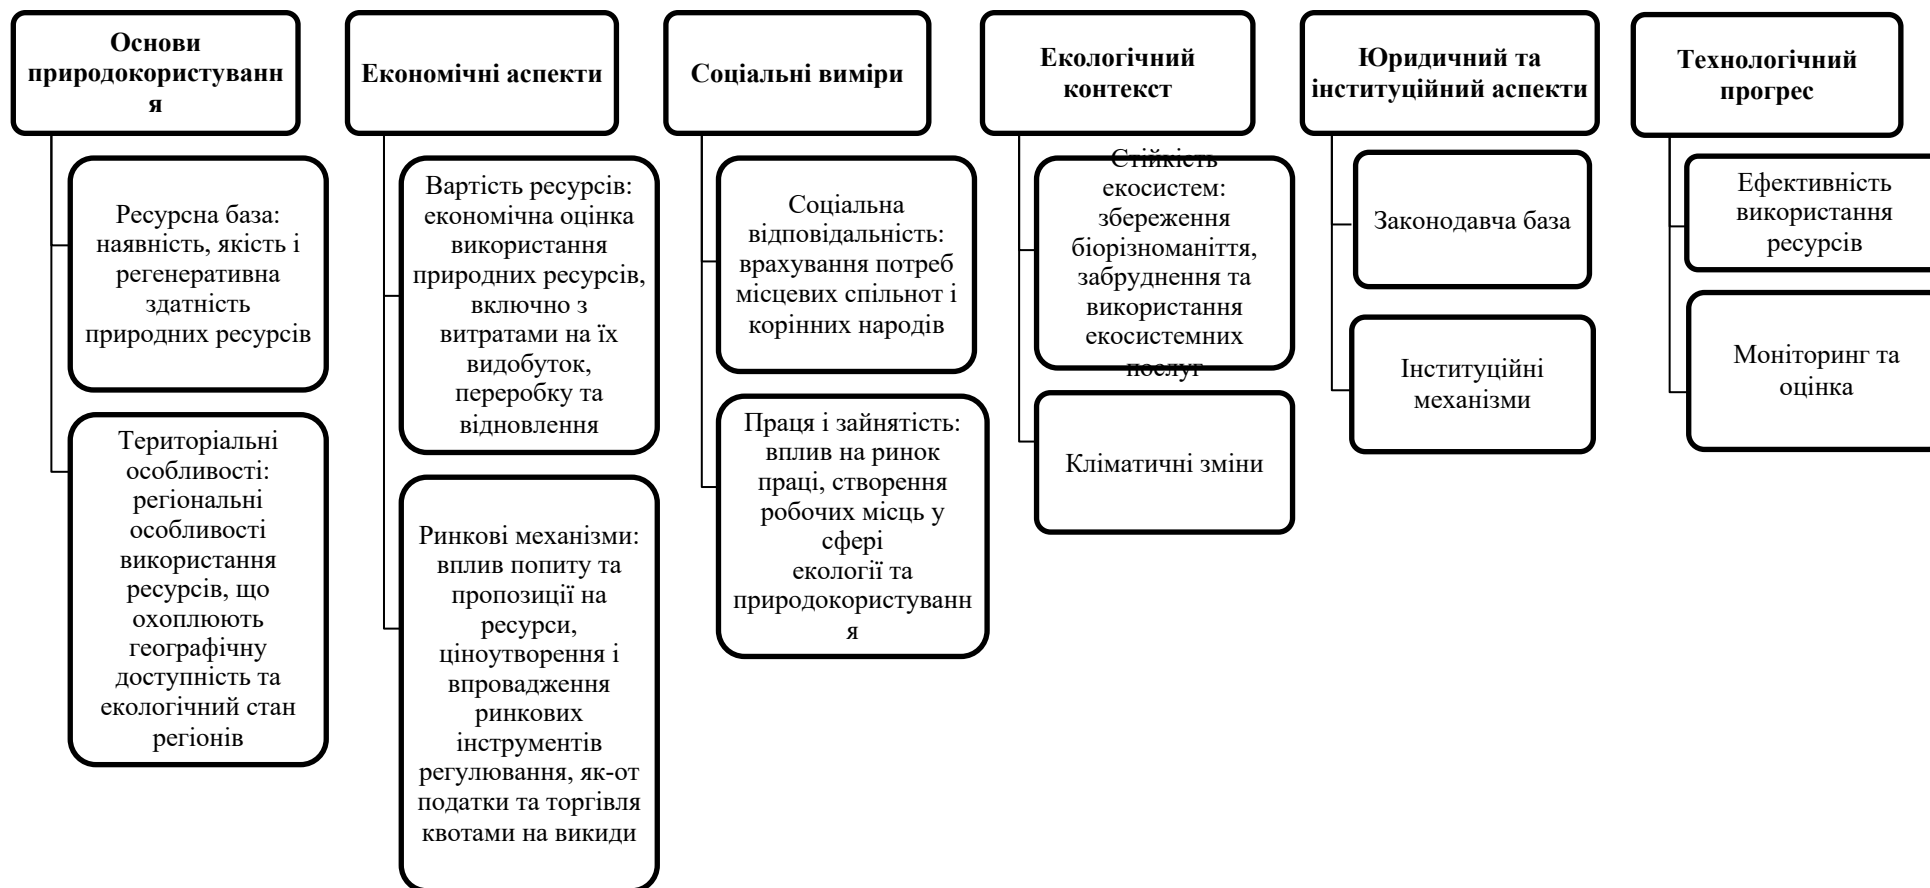 Основи
природокористуванн
я
Ресурсна база:
наявність, якість і
регенеративна
здатність
природних ресурсів
Територіальні
особливості:
регіональні
особливості
використання
ресурсів, що
охоплюють
географічну
доступність та
екологічний стан
регіонів
Економічні аспекти
Вартість ресурсів:
економічна оцінка
використання
природних ресурсів,
включно з
витратами на їх
видобуток,
переробку та
відновлення
Ринкові механізми:
вплив попиту та
пропозиції на
ресурси,
ціноутворення і
впровадження
ринкових
інструментів
регулювання, як-от
податки та торгівля
квотами на викиди
Соціальні виміри
Соціальна
відповідальність:
врахування потреб
місцевих спільнот і
корінних народів
Праця і зайнятість:
вплив на ринок
праці, створення
робочих місць у
сфері
екології та
природокористуванн
я
Екологічний
контекст
Стійкість
екосистем:
збереження
біорізноманіття,
забруднення та
використання
екосистемних
послуг
Кліматичні зміни
Юридичний та
інституційний аспекти
Законодавча база
Інституційні
механізми
Технологічний
прогрес
Ефективність
використання
ресурсів
Моніторинг та
оцінка